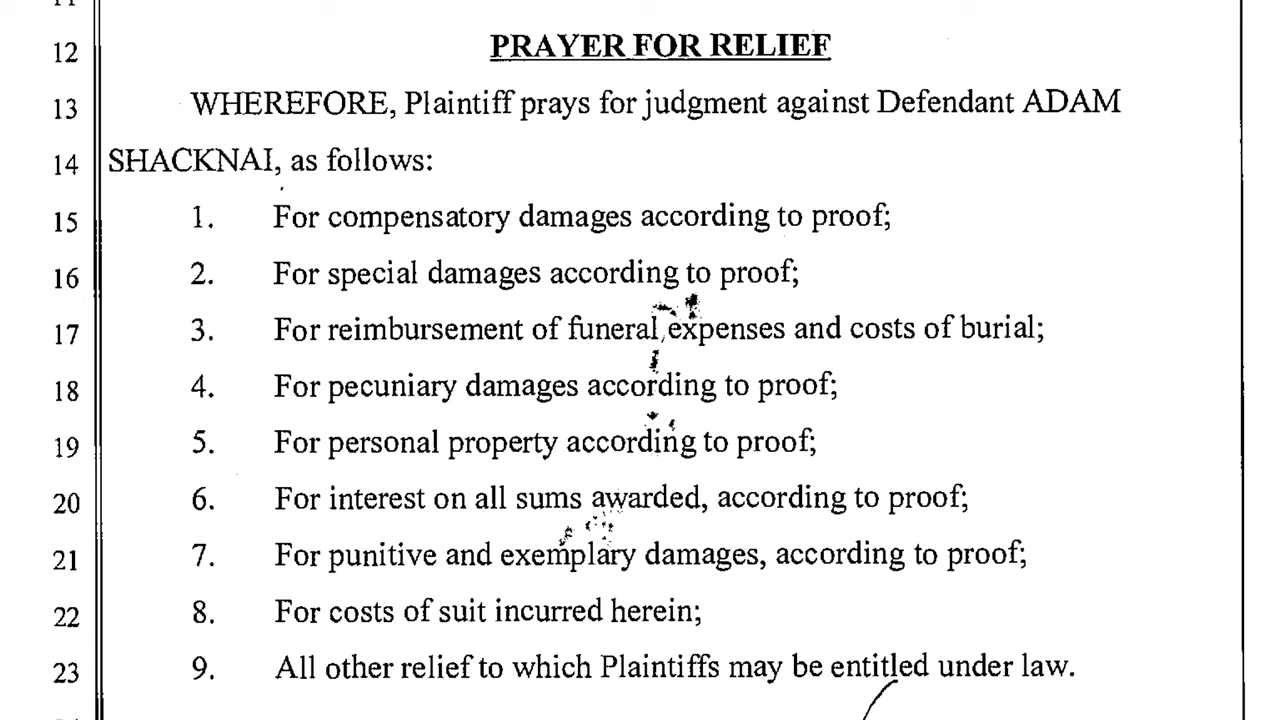 12 PRAYER FOR RELIEF
13 WHEREFORE, Plaintiff prays for judgment against Defendant ADAM
14 SHACKNAI, as follows:
15 1. For compensatory damages according to proof;
16 2. For special damages according to proof;
17 3. For reimbursement of funeral expenses and costs of burial;
18 4. For pecuniary damages according to proof;
19 5. For personal property according to proof;
20 6. For interest on all sums awarded, according to proof;
21 7. For punitive and exemplary damages, according to proof;
22 8. For costs of suit incurred herein;
23 9. All other relief to which Plaintiffs may be entitled under law.